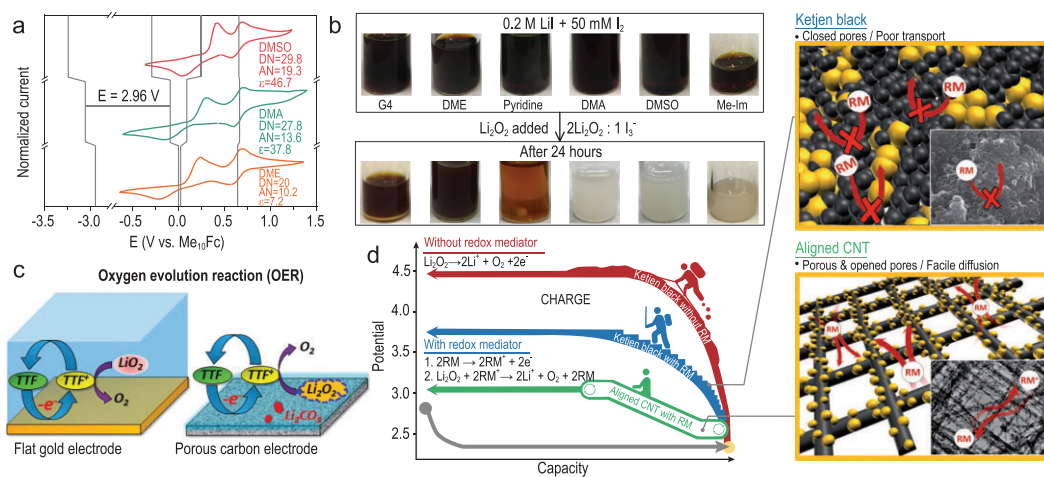 a
Normalized current
DMSO
DN=29.8
AN=19.3
ε=46.7
E = 2.96 V
DMA
DN=27.8
AN=13.6
ε=37.8
DME
DN=20
AN=10.2
ε=7.2
-3.5 -3.0 -0.5 0.0 0.5 1.0 1.5
E (V vs. Me₁₀Fc)
b
0.2 M LiI + 50 mM I₂
G4 DME Pyridine DMA DMSO Me-Im
Li₂O₂ added 2Li₂O₂ : 1 I₃⁻
After 24 hours
c
Oxygen evolution reaction (OER)
TTF TTF⁺ LiO₂
-e⁻ O₂
Flat gold electrode
O₂
TTF TTF⁺
-e⁻ Li₂O₂
Li₂CO₃
Porous carbon electrode
d
Without redox mediator
Li₂O₂→2Li⁺ + O₂ +2e⁻
CHARGE
Ketjen black without RM
With redox mediator
1. 2RM → 2RM⁺ + 2e⁻
2. Li₂O₂ + 2RM⁺→ 2Li⁺ + O₂ + 2RM
Ketjen black with RM
Aligned CNT with RM
4.5
4.0
3.5
3.0
2.5
Potential
Capacity
Ketjen black
• Closed pores / Poor transport
RM
RM
RM
RM
RM
Aligned CNT
• Porous & opened pores / Facile diffusion
RM
RM
RM
RM⁺
RM